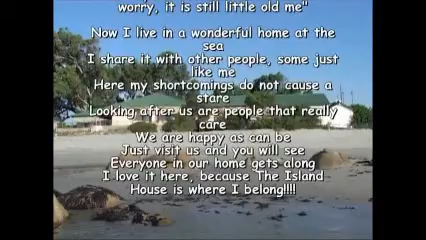 worry, it is still little old me"
Now I live in a wonderful home at the
sea
I share it with other people, some just
like me
Here my shortcomings do not cause a
stare
Looking after us are people that really
care
We are happy as can be
Just visit us and you will see
Everyone in our home gets along
I love it here, because The Island
House is where I belong!!!!